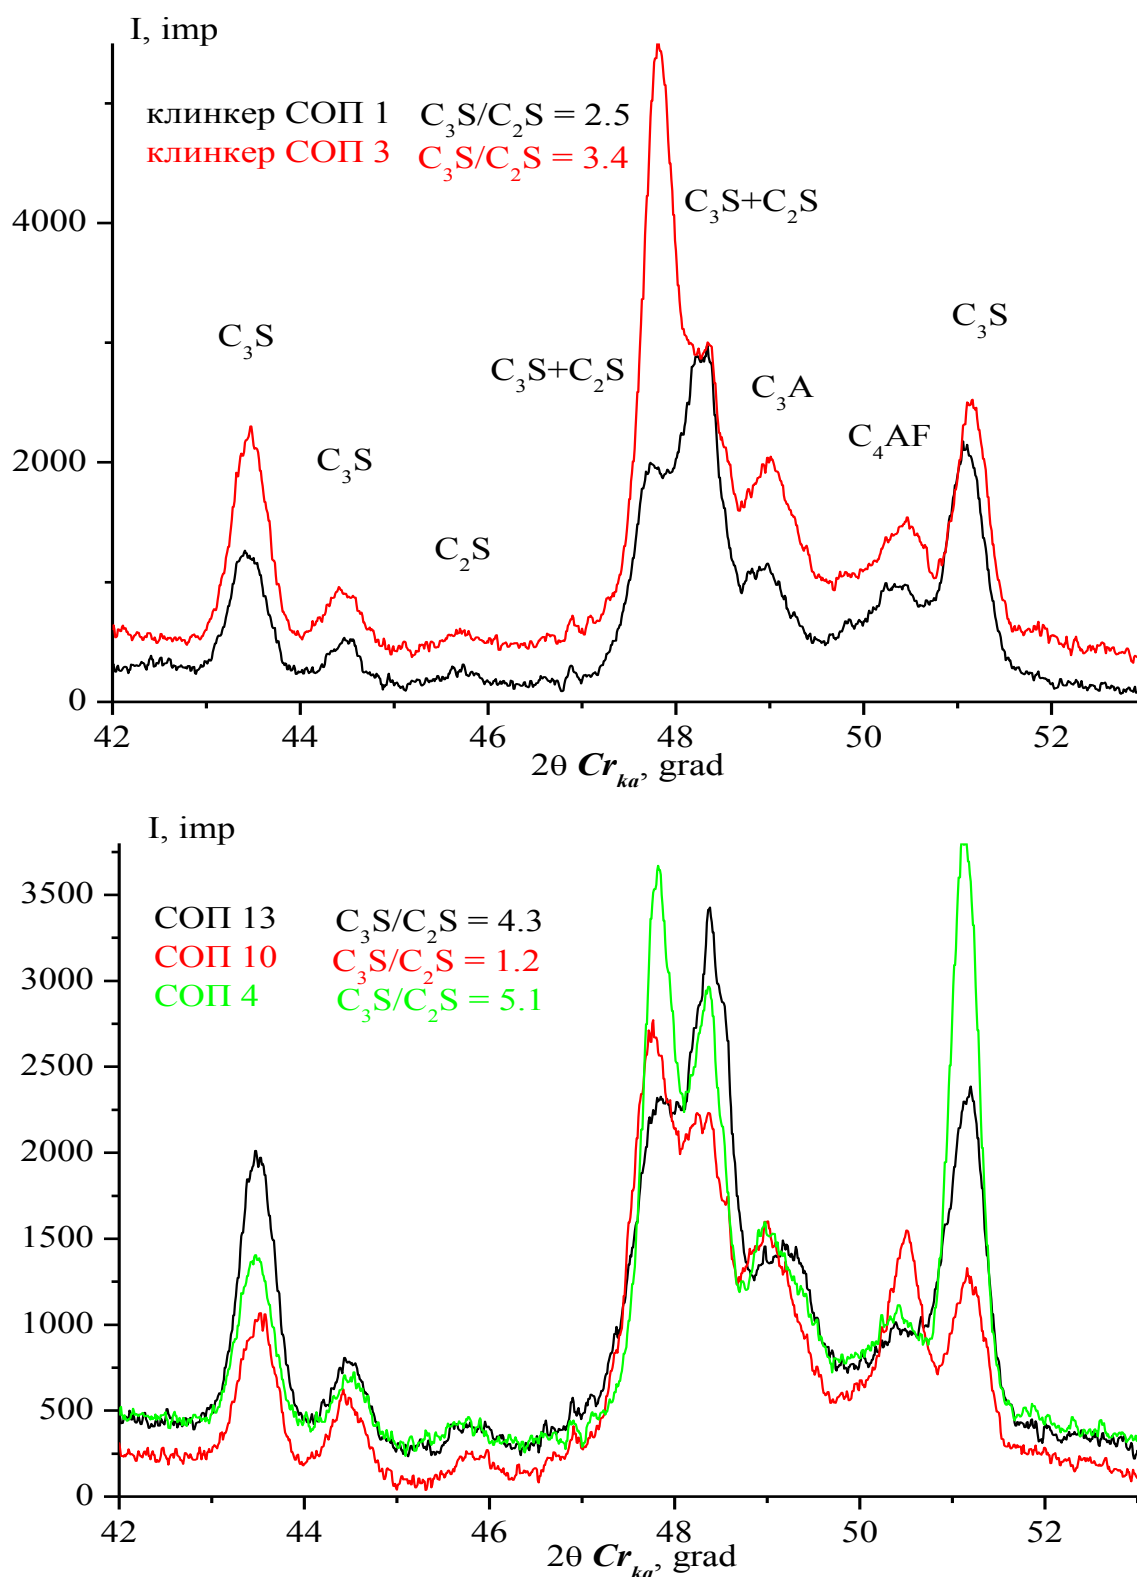 I, imp
клинкер СОП 1 C₃S/C₂S = 2.5
клинкер СОП 3 C₃S/C₂S = 3.4
C₃S+C₂S
4000
C₃S
C₃S
C₃S+C₂S
C₃A
C₄AF
2000
C₃S
C₂S
0
42 44 46 48 50 52
2θ Cr_ka, grad
I, imp
3500
СОП 13 C₃S/C₂S = 4.3
СОП 10 C₃S/C₂S = 1.2
СОП 4 C₃S/C₂S = 5.1
3000
2500
2000
1500
1000
500
0
42 44 46 48 50 52
2θ Cr_ka, grad